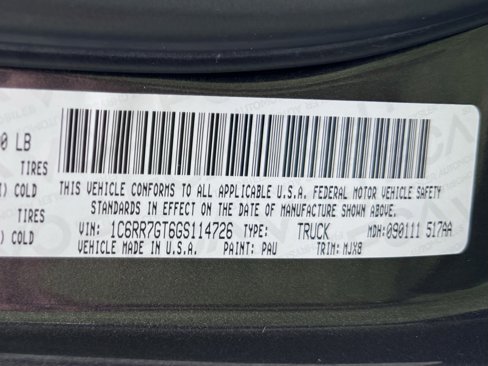 0 LB
TIRES
) COLD
TIRES
) COLD
THIS VEHICLE CONFORMS TO ALL APPLICABLE U.S.A. FEDERAL MOTOR VEHICLE SAFETY
STANDARDS IN EFFECT ON THE DATE OF MANUFACTURE SHOWN ABOVE.
VIN: 1C6RR7GT6GS114726 TYPE: TRUCK MDH:090111 517AA
VEHICLE MADE IN U.S.A. PAINT: PAU TRIM: MJX8